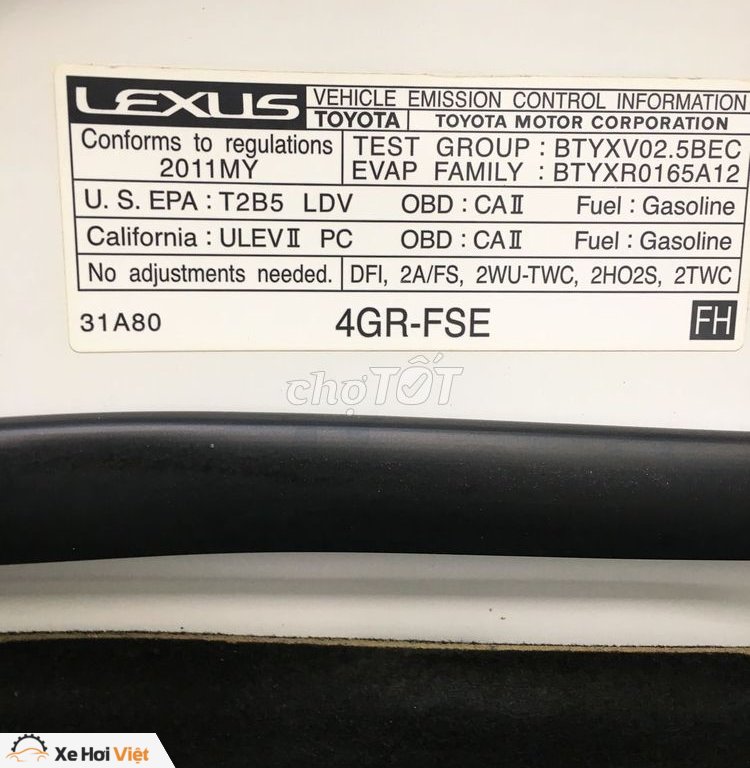 LEXUS VEHICLE EMISSION CONTROL INFORMATION
TOYOTA TOYOTA MOTOR CORPORATION
Conforms to regulations TEST GROUP : BTYXV02.5BEC
2011MY EVAP FAMILY : BTYXR0165A12
U. S. EPA : T2B5 LDV OBD : CAII Fuel : Gasoline
California : ULEVII PC OBD : CAII Fuel : Gasoline
No adjustments needed. DFI, 2A/FS, 2WU-TWC, 2HO2S, 2TWC
31A80 4GR-FSE FH
chợTỐT
Xe Hơi Việt